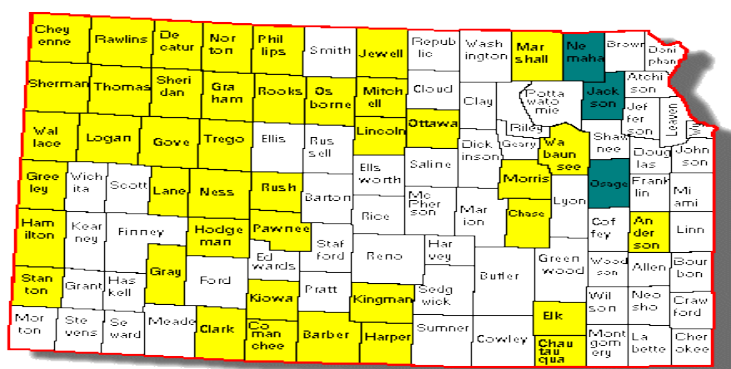 Chey
enne
Rawlins
De
catur
Nor
ton
Phil
lips
Smith
Jewell
Repub
lic
Wash
ington
Mar
shall
Ne
maha
Brown
Doni
phan
Sherman
Thomas
Sheri
dan
Gra
ham
Rooks
Os
borne
Mitch
ell
Cloud
Clay
Potta
wato
mie
Jack
son
Atchi
son
Jef
fer
son
Leaven
Wy
Wal
lace
Logan
Gove
Trego
Ellis
Rus
sell
Lincoln
Ottawa
Riley
Geary
Wa
baun
see
Shaw
nee
Doug
las
John
son
Gree
ley
Wich
ita
Scott
Lane
Ness
Rush
Barton
Ells
worth
Saline
Dick
inson
Morris
Lyon
Osage
Frank
lin
Mi
ami
Ham
ilton
Kear
ney
Finney
Hodge
man
Pawnee
Staf
ford
Rice
Mc
Pher
son
Mar
ion
Chase
Cof
fey
An
der
son
Linn
Stan
ton
Grant
Has
kell
Gray
Ford
Ed
wards
Kiowa
Pratt
Reno
Har
vey
Sedg
wick
Butler
Green
wood
Wood
son
Allen
Bour
bon
Mor
ton
Ste
vens
Se
ward
Meade
Clark
Co
man
chee
Barber
Kingman
Harper
Sumner
Cowley
Elk
Chau
tau
qua
Wil
son
Mont
gom
ery
Neo
sho
La
bette
Craw
ford
Cher
okee